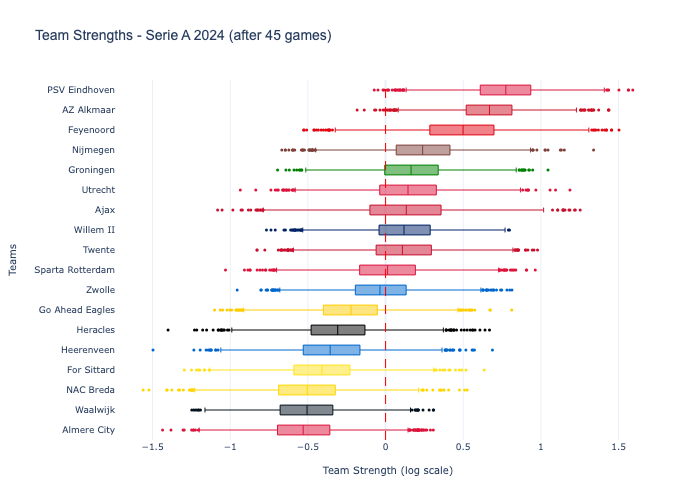 Team Strengths - Serie A 2024 (after 45 games)
PSV Eindhoven
AZ Alkmaar
Feyenoord
Nijmegen
Groningen
Utrecht
Ajax
Willem II
Twente
Sparta Rotterdam
Zwolle
Go Ahead Eagles
Heracles
Heerenveen
For Sittard
NAC Breda
Waalwijk
Almere City
Teams
−1.5 −1 −0.5 0 0.5 1 1.5
Team Strength (log scale)